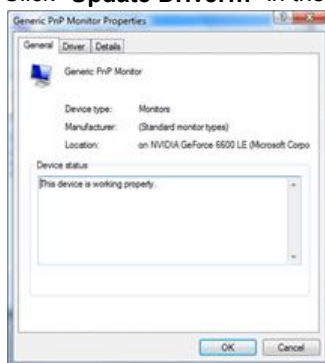 Click "Update Driver..." in the
Generic PnP Monitor Properties
General Driver Details
Generic PnP Monitor
Device type: Monitors
Manufacturer: (Standard monitor types)
Location: on NVIDIA GeForce 6600 LE (Microsoft Corpo
Device status
This device is working properly.
OK Cancel